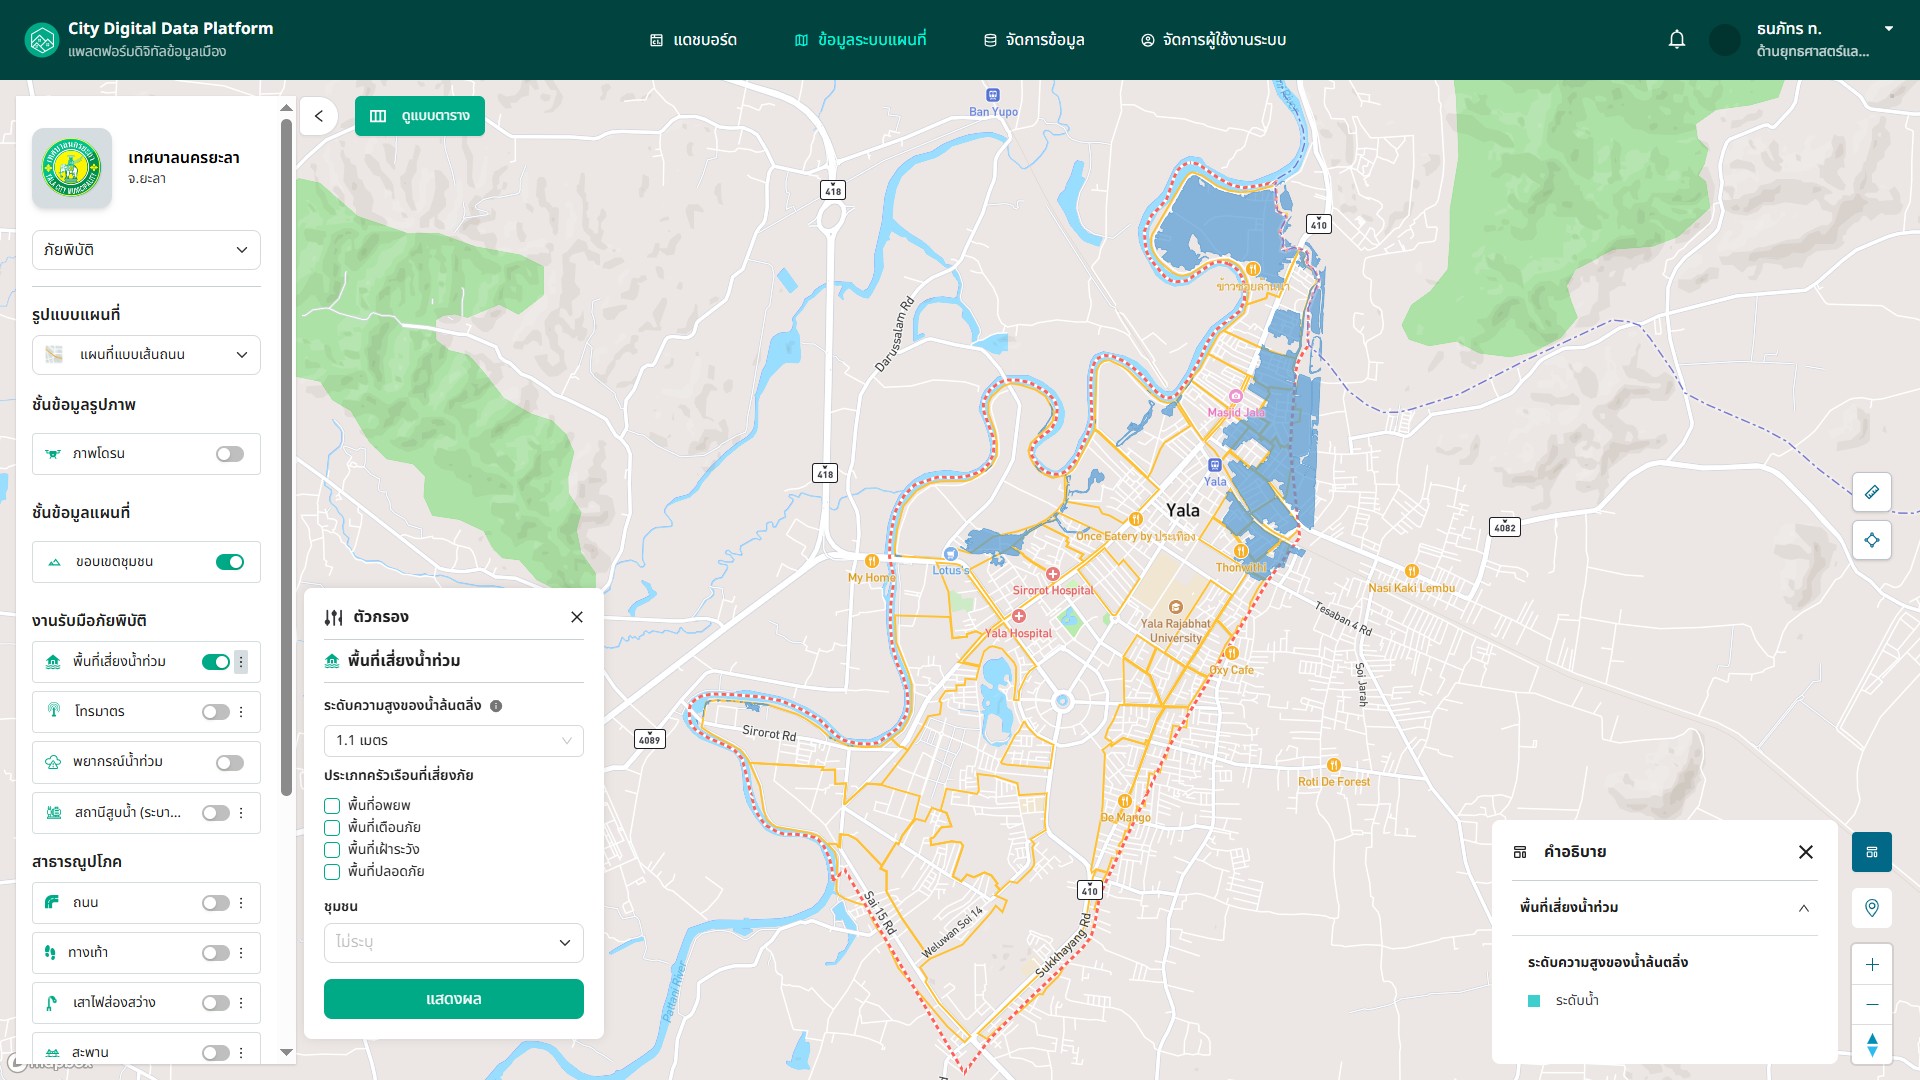 City Digital Data Platform
แพลตฟอร์มดิจิทัลข้อมูลเมือง
แดชบอร์ด
ข้อมูลระบบแผนที่
จัดการข้อมูล
จัดการผู้ใช้งานระบบ
ธนภัทร ท.
ด้านยุทธศาสตร์แล...
เทศบาลนครยะลา
จ.ยะลา
ภัยพิบัติ
รูปแบบแผนที่
แผนที่แบบเส้นถนน
ชั้นข้อมูลรูปภาพ
ภาพโดรน
ชั้นข้อมูลแผนที่
ขอบเขตชุมชน
งานรับมือภัยพิบัติ
พื้นที่เสี่ยงน้ำท่วม
โทรมาตร
พยากรณ์น้ำท่วม
สถานีสูบน้ำ (ระบา...
สาธารณูปโภค
ถนน
ทางเท้า
เสาไฟส่องสว่าง
สะพาน
ดูแบบตาราง
ตัวกรอง
พื้นที่เสี่ยงน้ำท่วม
ระดับความสูงของน้ำล้นตลิ่ง
1.1 เมตร
ประเภทครัวเรือนที่เสี่ยงภัย
พื้นที่อพยพ
พื้นที่เตือนภัย
พื้นที่เฝ้าระวัง
พื้นที่ปลอดภัย
ชุมชน
ไม่ระบุ
แสดงผล
Ban Yupo
418
410
Darussalam Rd
Masjid Jala
418
Yala
Yala
4082
Once Eatery by ประเทือง
My Home
Lotus's
Thonwithi
Sirorot Hospital
Nasi Kaki Lembu
Tesaban 4 Rd
Yala Hospital
Yala Rajabhat
University
Oxy Cafe
Soi Jarah
Sirorot Rd
4089
Roti De Forest
De Mango
410
Sai 15 Rd
Weluwan Soi 14
Sukkhayang Rd
Pattani River
คำอธิบาย
พื้นที่เสี่ยงน้ำท่วม
ระดับความสูงของน้ำล้นตลิ่ง
ระดับน้ำ